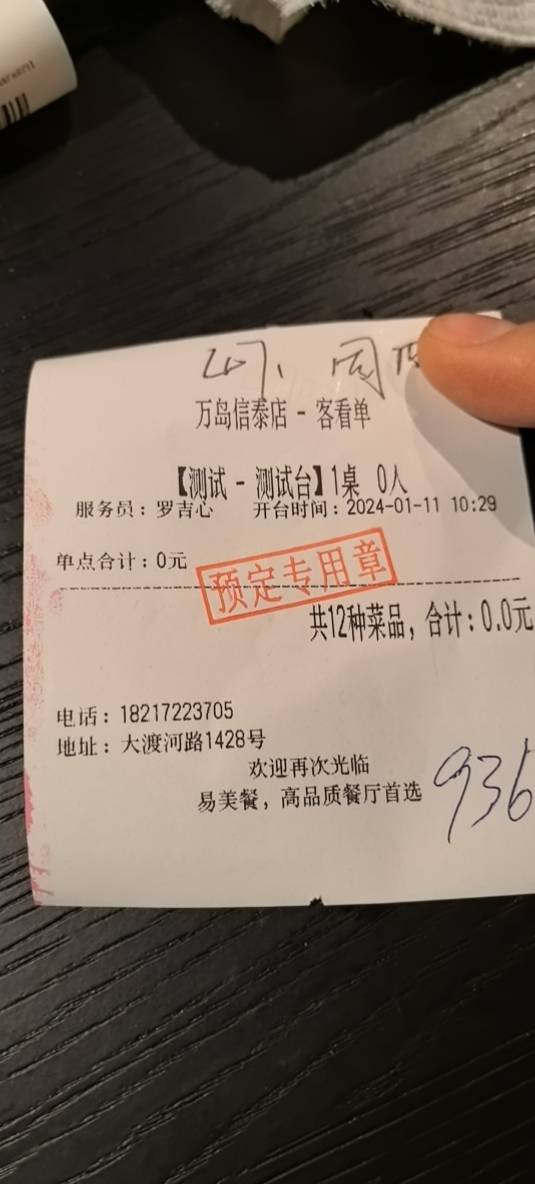 万岛信泰店 - 客看单
【测试 - 测试台】1桌 0人
服务员：罗吉心 开台时间：2024-01-11 10:29
单点合计：0元
预定专用章
共12种菜品，合计：0.0元
电话：18217223705
地址：大渡河路1428号
欢迎再次光临
易美餐，高品质餐厅首选
936